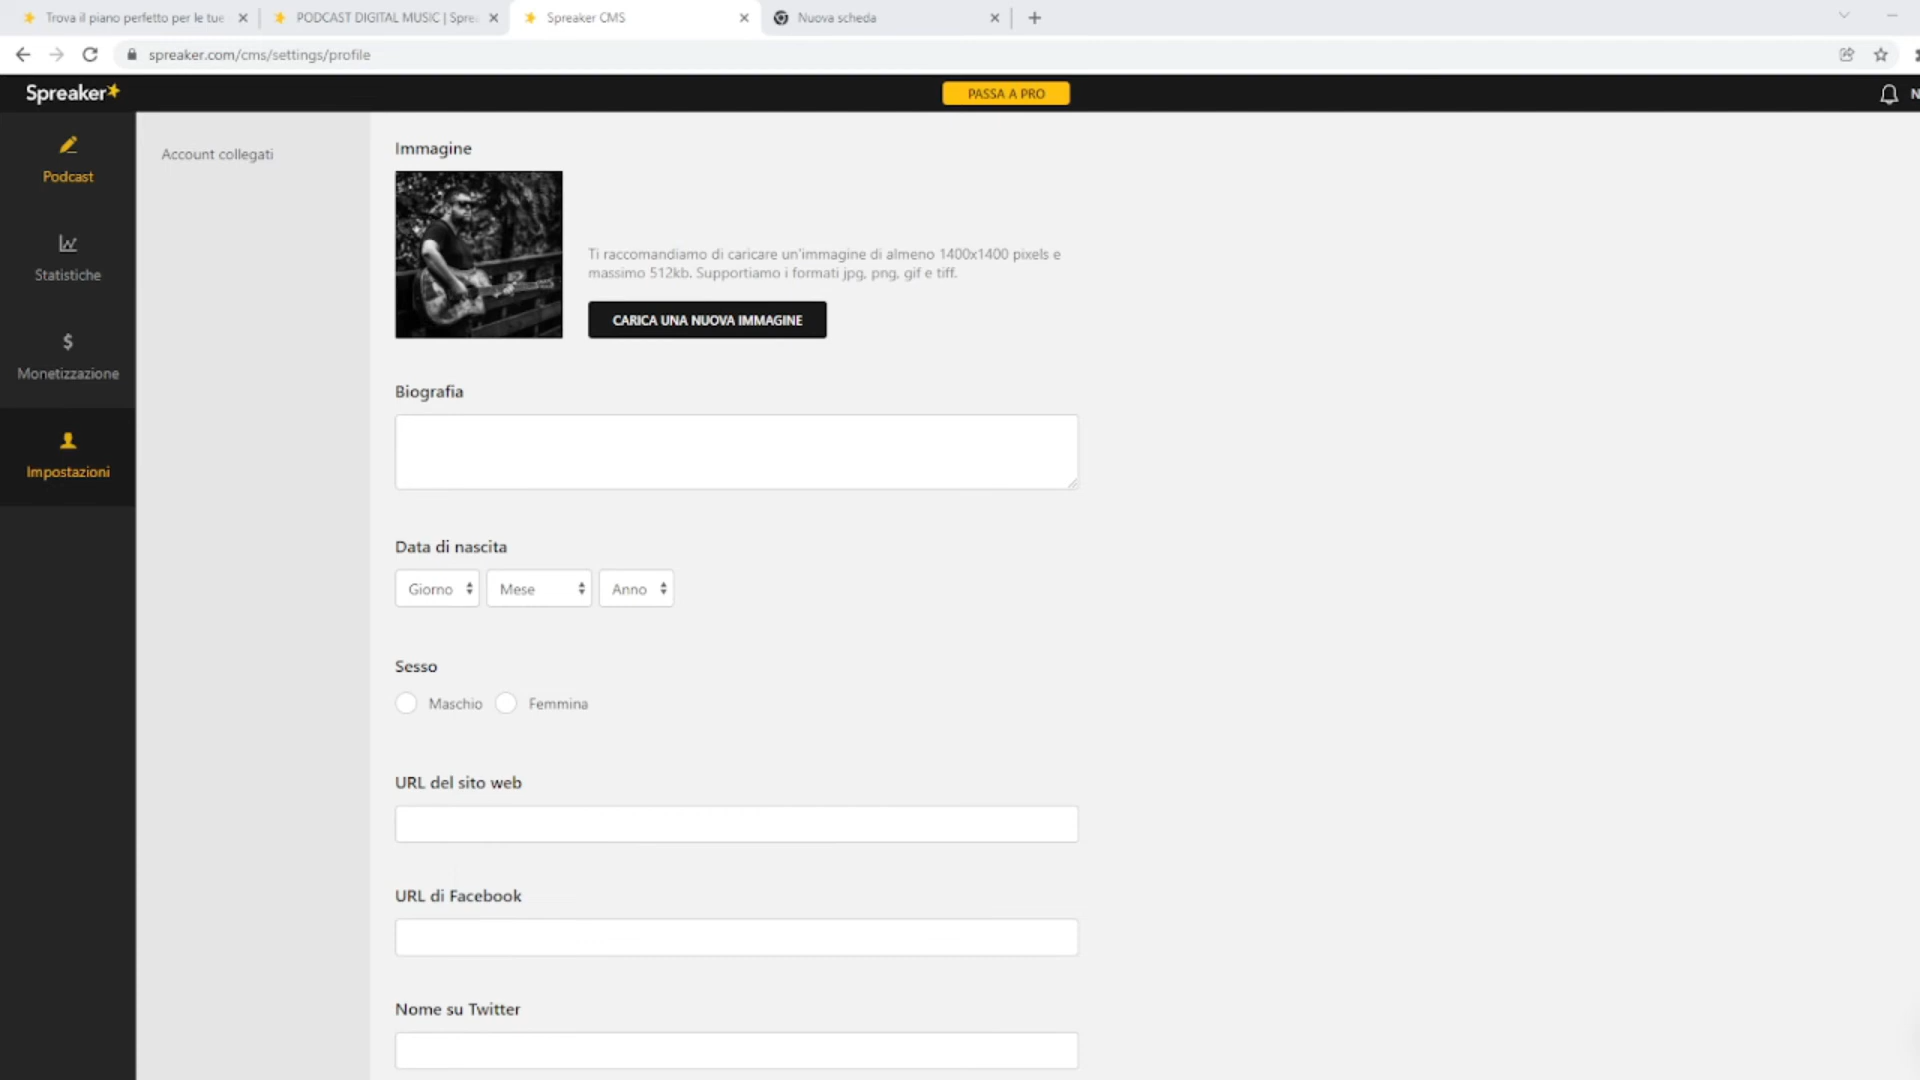 Trova il piano perfetto per le tue
PODCAST DIGITAL MUSIC | Sprea
Spreaker CMS
Nuova scheda
spreaker.com/cms/settings/profile
Spreaker
PASSA A PRO
N
Podcast
Statistiche
Monetizzazione
Impostazioni
Account collegati
Immagine
Ti raccomandiamo di caricare un'immagine di almeno 1400x1400 pixels e
massimo 512kb. Supportiamo i formati jpg, png, gif e tiff.
CARICA UNA NUOVA IMMAGINE
Biografia
Data di nascita
Giorno Mese Anno
Sesso
Maschio Femmina
URL del sito web
URL di Facebook
Nome su Twitter